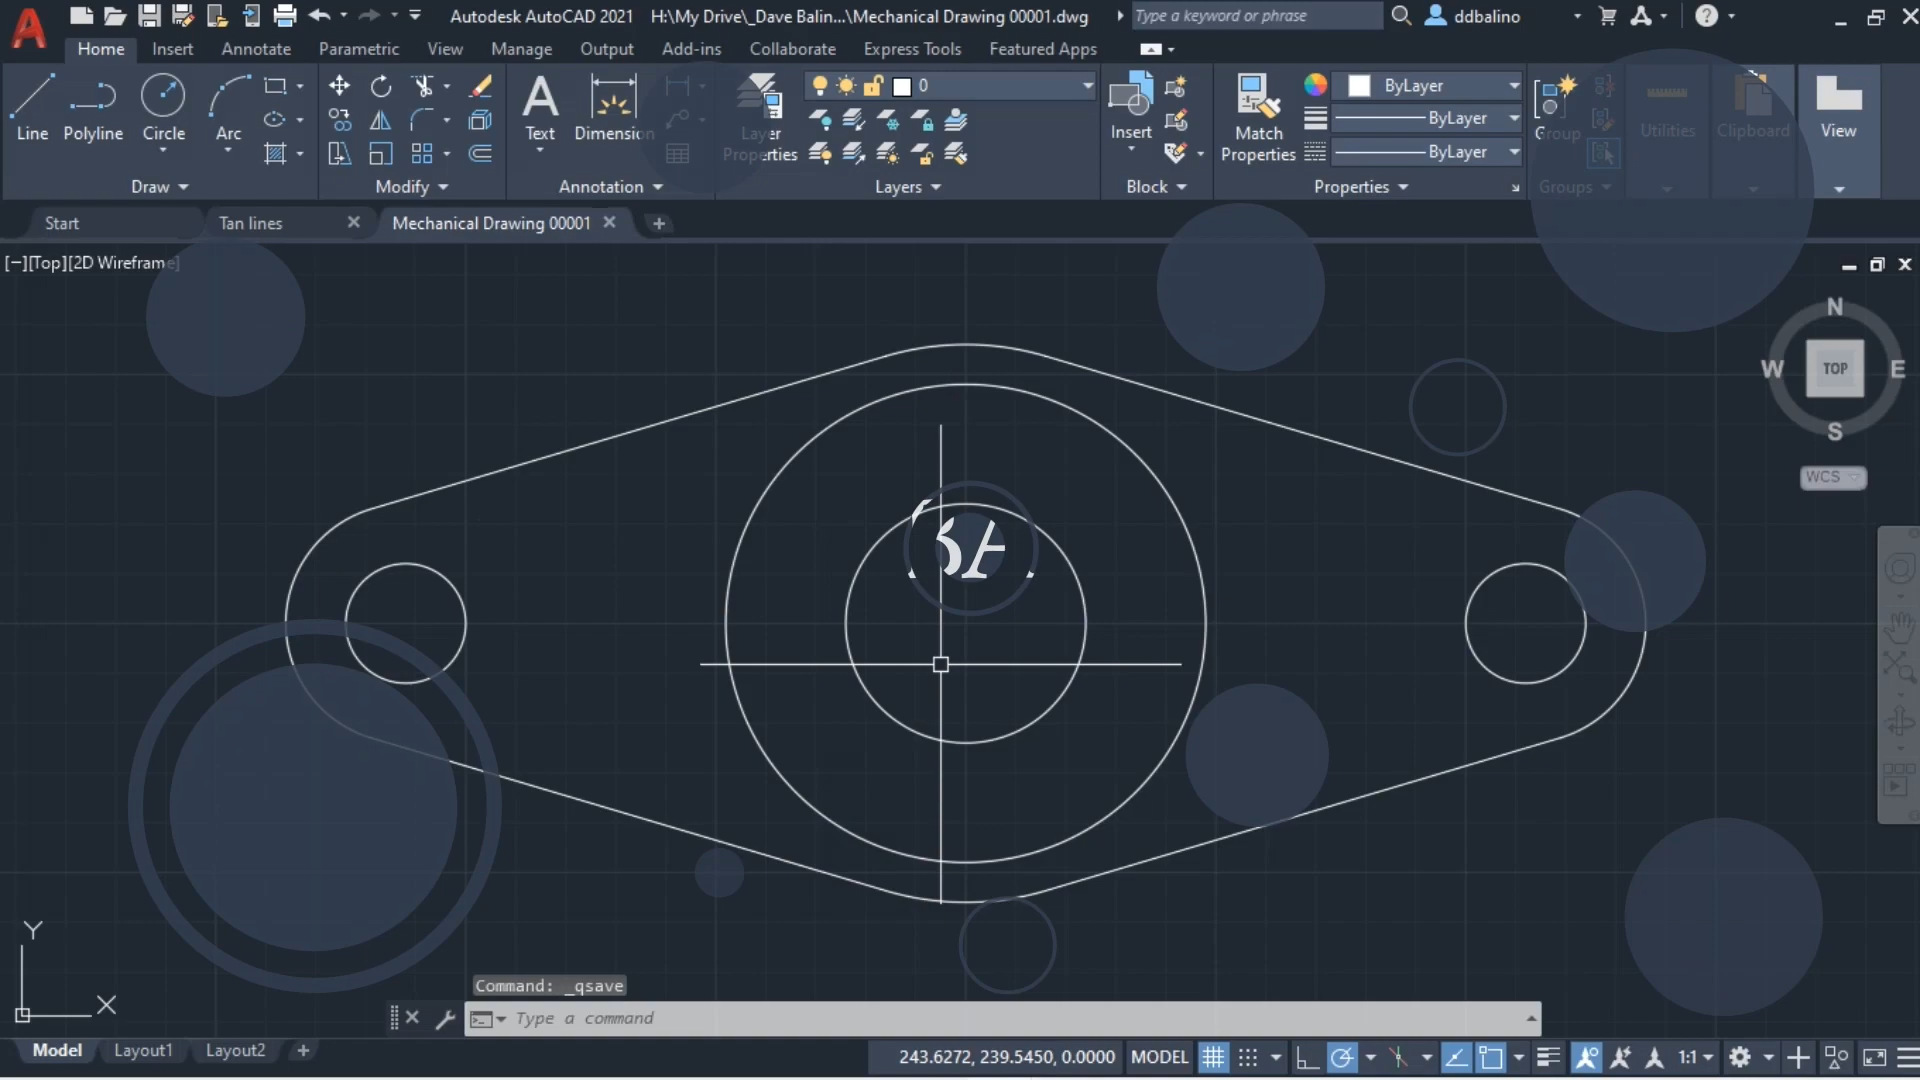 Autodesk AutoCAD 2021 H:\My Drive\_Dave Balin...\Mechanical Drawing 00001.dwg Type a keyword or phrase ddbalino
Home Insert Annotate Parametric View Manage Output Add-ins Collaborate Express Tools Featured Apps
Line Polyline Circle Arc Text Dimension Layer Properties 0 Insert Match Properties ByLayer Group Utilities Clipboard View
ByLayer
ByLayer
Draw Modify Annotation Layers Block Properties Groups
Start Tan lines Mechanical Drawing 00001
[−][Top][2D Wireframe]
N
W TOP E
S
WCS
Y
X
Command: _qsave
Type a command
Model Layout1 Layout2 +
243.6272, 239.5450, 0.0000 MODEL 1:1